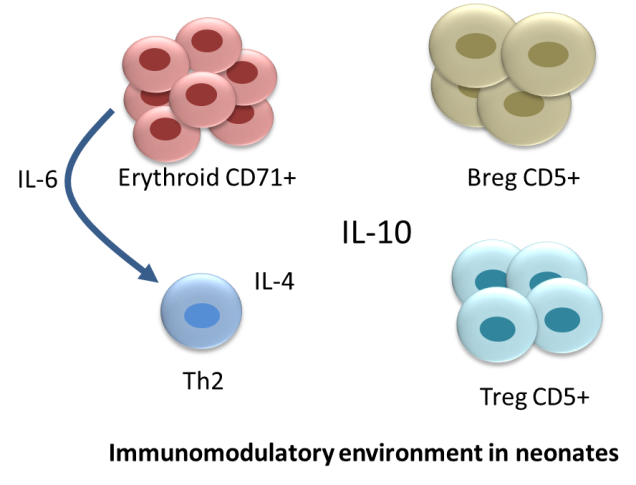 IL-6
Erythroid CD71+
Breg CD5+
IL-10
IL-4
Th2
Treg CD5+
Immunomodulatory environment in neonates